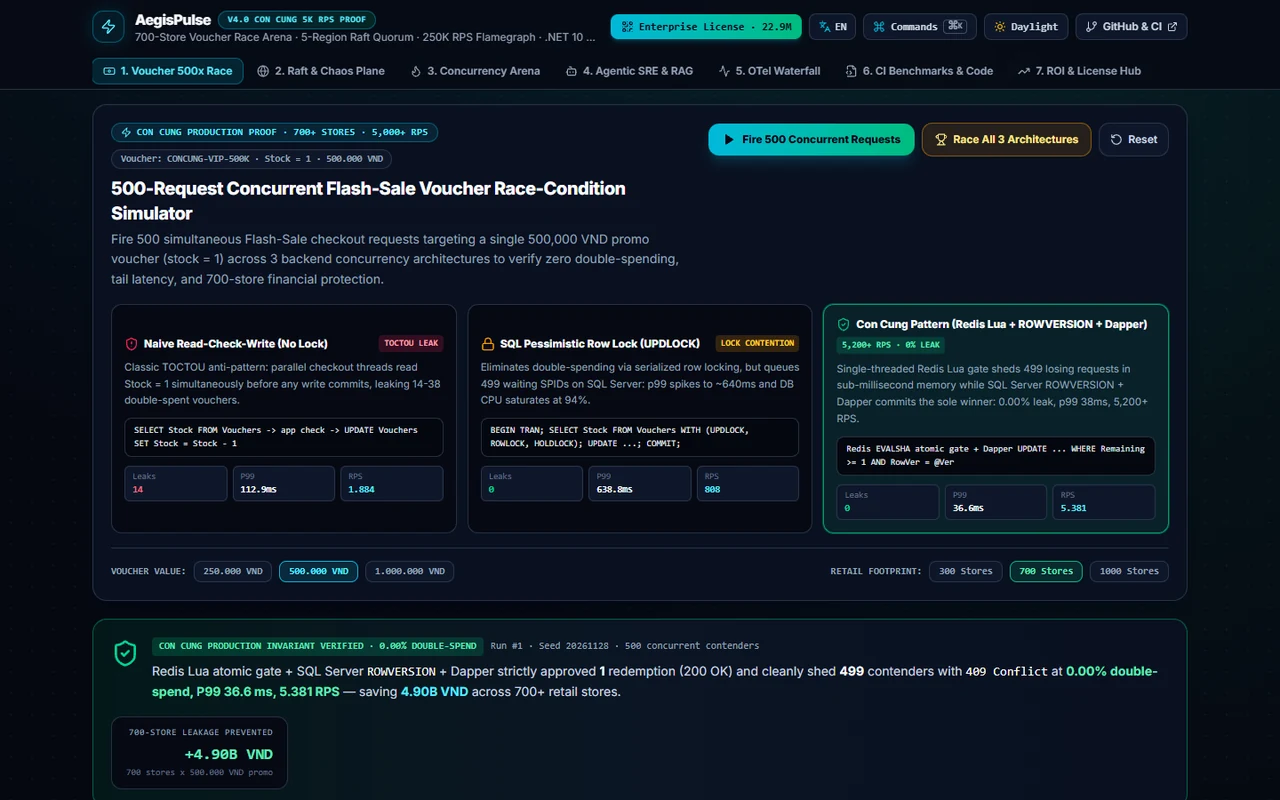 AegisPulse V4.0 CON CUNG 5K RPS PROOF
700-Store Voucher Race Arena · 5-Region Raft Quorum · 250K RPS Flamegraph · .NET 10 ...
Enterprise License · 22.9M
EN
Commands ⌘K
Daylight
GitHub & CI
1. Voucher 500x Race
2. Raft & Chaos Plane
3. Concurrency Arena
4. Agentic SRE & RAG
5. OTel Waterfall
6. CI Benchmarks & Code
7. ROI & License Hub
CON CUNG PRODUCTION PROOF · 700+ STORES · 5,000+ RPS
Voucher: CONCUNG-VIP-500K · Stock = 1 · 500.000 VND
Fire 500 Concurrent Requests
Race All 3 Architectures
Reset
500-Request Concurrent Flash-Sale Voucher Race-Condition
Simulator
Fire 500 simultaneous Flash-Sale checkout requests targeting a single 500,000 VND promo
voucher (stock = 1) across 3 backend concurrency architectures to verify zero double-spending,
tail latency, and 700-store financial protection.
Naive Read-Check-Write (No Lock) TOCTOU LEAK
Classic TOCTOU anti-pattern: parallel checkout threads read
Stock = 1 simultaneously before any write commits, leaking 14-38
double-spent vouchers.
SELECT Stock FROM Vouchers -> app check -> UPDATE Vouchers
SET Stock = Stock - 1
Leaks P99 RPS
14 112.9ms 1.884
SQL Pessimistic Row Lock (UPDLOCK) LOCK CONTENTION
Eliminates double-spending via serialized row locking, but queues
499 waiting SPIDs on SQL Server: p99 spikes to ~640ms and DB
CPU saturates at 94%.
BEGIN TRAN; SELECT Stock FROM Vouchers WITH (UPDLOCK,
ROWLOCK, HOLDLOCK); UPDATE ...; COMMIT;
Leaks P99 RPS
0 638.8ms 808
Con Cung Pattern (Redis Lua + ROWVERSION + Dapper)
5,200+ RPS · 0% LEAK
Single-threaded Redis Lua gate sheds 499 losing requests in
sub-millisecond memory while SQL Server ROWVERSION +
Dapper commits the sole winner: 0.00% leak, p99 38ms, 5,200+
RPS.
Redis EVALSHA atomic gate + Dapper UPDATE ... WHERE Remaining
>= 1 AND RowVer = @Ver
Leaks P99 RPS
0 36.6ms 5.381
VOUCHER VALUE: 250.000 VND 500.000 VND 1.000.000 VND
RETAIL FOOTPRINT: 300 Stores 700 Stores 1000 Stores
CON CUNG PRODUCTION INVARIANT VERIFIED · 0.00% DOUBLE-SPEND Run #1 · Seed 20261128 · 500 concurrent contenders
Redis Lua atomic gate + SQL Server ROWVERSION + Dapper strictly approved 1 redemption (200 OK) and cleanly shed 499 contenders with 409 Conflict at 0.00% double-
spend, P99 36.6 ms, 5.381 RPS — saving 4.90B VND across 700+ retail stores.
700-STORE LEAKAGE PREVENTED
+4.90B VND
700 stores x 500.000 VND promo